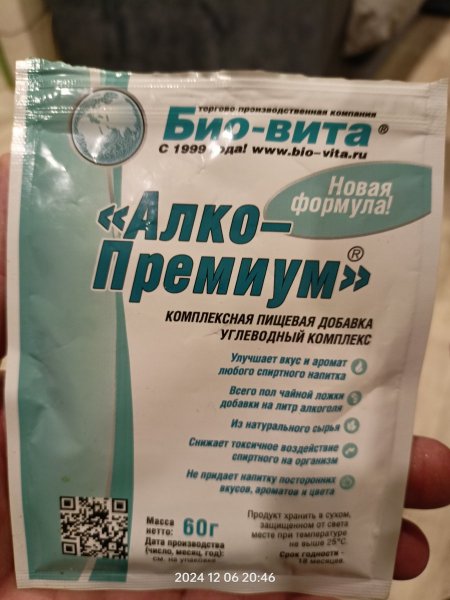 торгово-производственная компания
Био-вита®
С 1999 года! www.bio-vita.ru
Новая
формула!
«Алко-
Премиум»®
КОМПЛЕКСНАЯ ПИЩЕВАЯ ДОБАВКА
УГЛЕВОДНЫЙ КОМПЛЕКС
Улучшает вкус и аромат
любого спиртного напитка
Всего пол чайной ложки
добавки на литр алкоголя
Из натурального сырья
Снижает токсичное воздействие
спиртного на организм
Не придает напитку посторонних
вкусов, ароматов и цвета
Масса
нетто: 60г
Дата производства
(число, месяц, год):
см. на упаковке
Продукт хранить в сухом,
защищенном от света
месте при температуре
не выше 25°С.
Срок годности -
18 месяцев.
2024 12 06 20:46